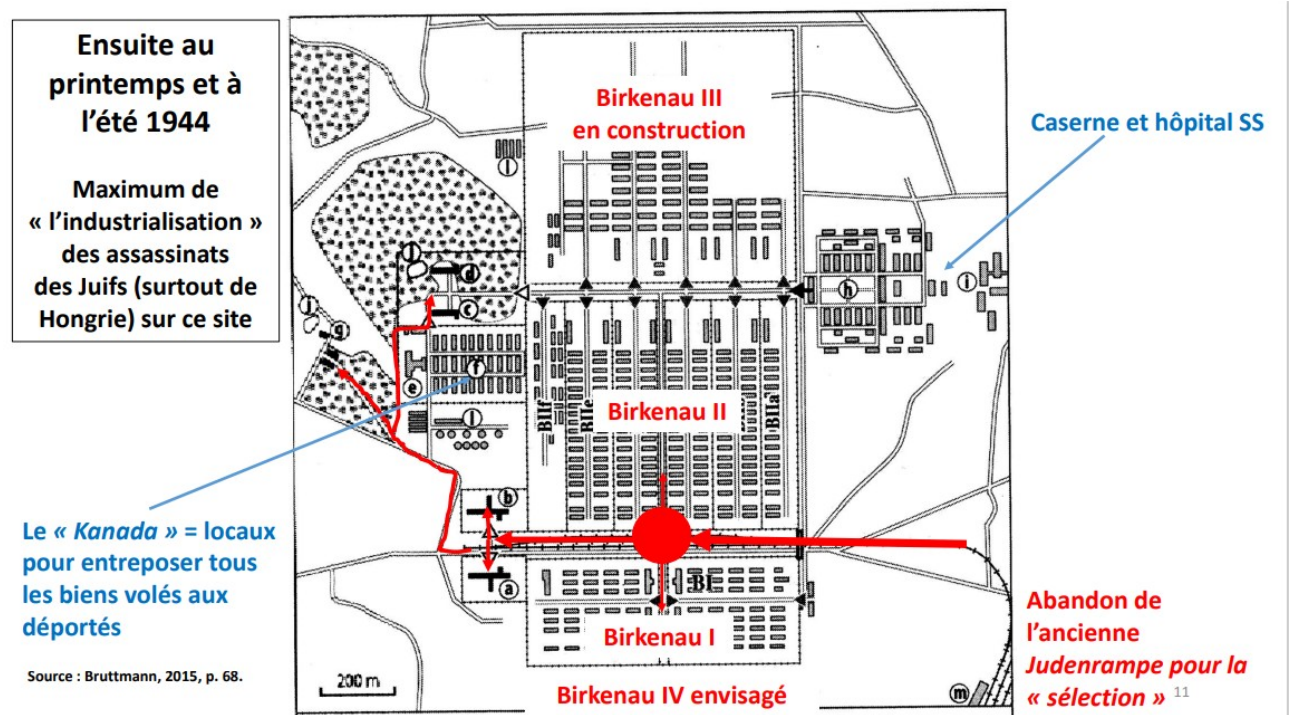 Ensuite au
printemps et à
l’été 1944
Maximum de
« l’industrialisation »
des assassinats
des Juifs (surtout de
Hongrie) sur ce site
Birkenau III
en construction
Caserne et hôpital SS
l
j
d
h
i
c
j
g
e
f
Birkenau II
BIIf
BIIe
BIIa
l
b
Le « Kanada » = locaux
pour entreposer tous
les biens volés aux
déportés
a
BI
Birkenau I
Abandon de
l’ancienne
Judenrampe pour la
« sélection »
11
Source : Bruttmann, 2015, p. 68.
200 m
Birkenau IV envisagé
m